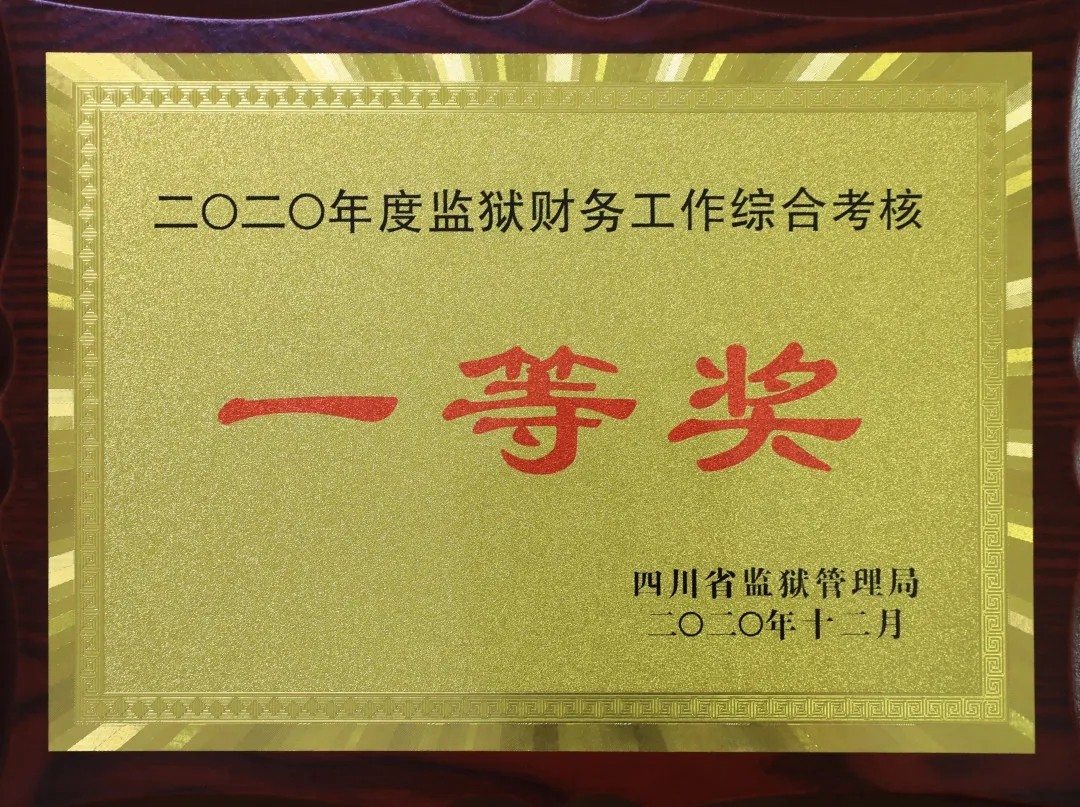 二〇二〇年度监狱财务工作综合考核
一等奖
四川省监狱管理局
二〇二〇年十二月